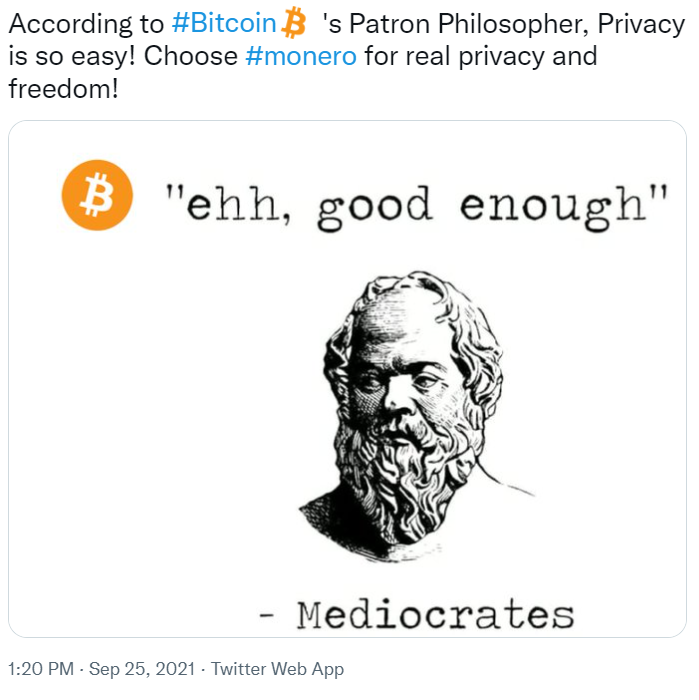 According to #Bitcoin 's Patron Philosopher, Privacy
is so easy! Choose #monero for real privacy and
freedom!
"ehh, good enough"
- Mediocrates
1:20 PM · Sep 25, 2021 · Twitter Web App